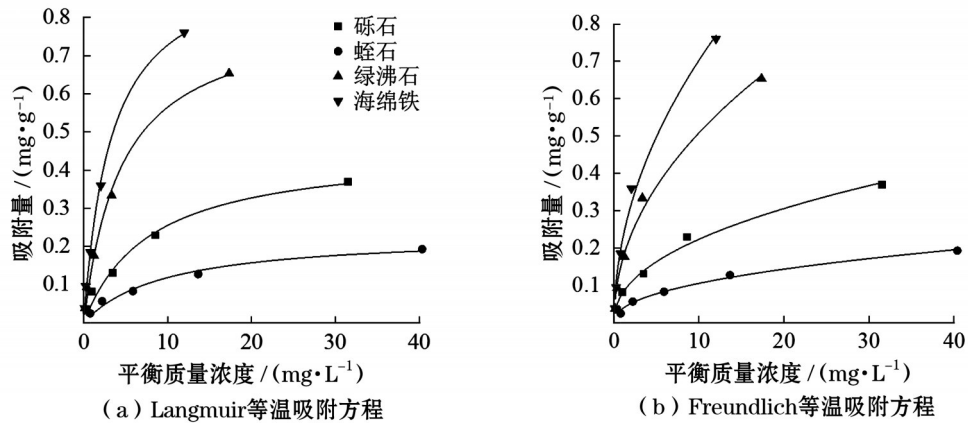 0.8
0.7
0.6
0.5
0.4
0.3
0.2
0.1
吸附量/(mg·g⁻¹)
砾石
蛭石
绿沸石
海绵铁
0 10 20 30 40
平衡质量浓度/(mg·L⁻¹)
(a) Langmuir等温吸附方程
0.8
0.7
0.6
0.5
0.4
0.3
0.2
0.1
吸附量/(mg·g⁻¹)
0 10 20 30 40
平衡质量浓度/(mg·L⁻¹)
(b) Freundlich等温吸附方程